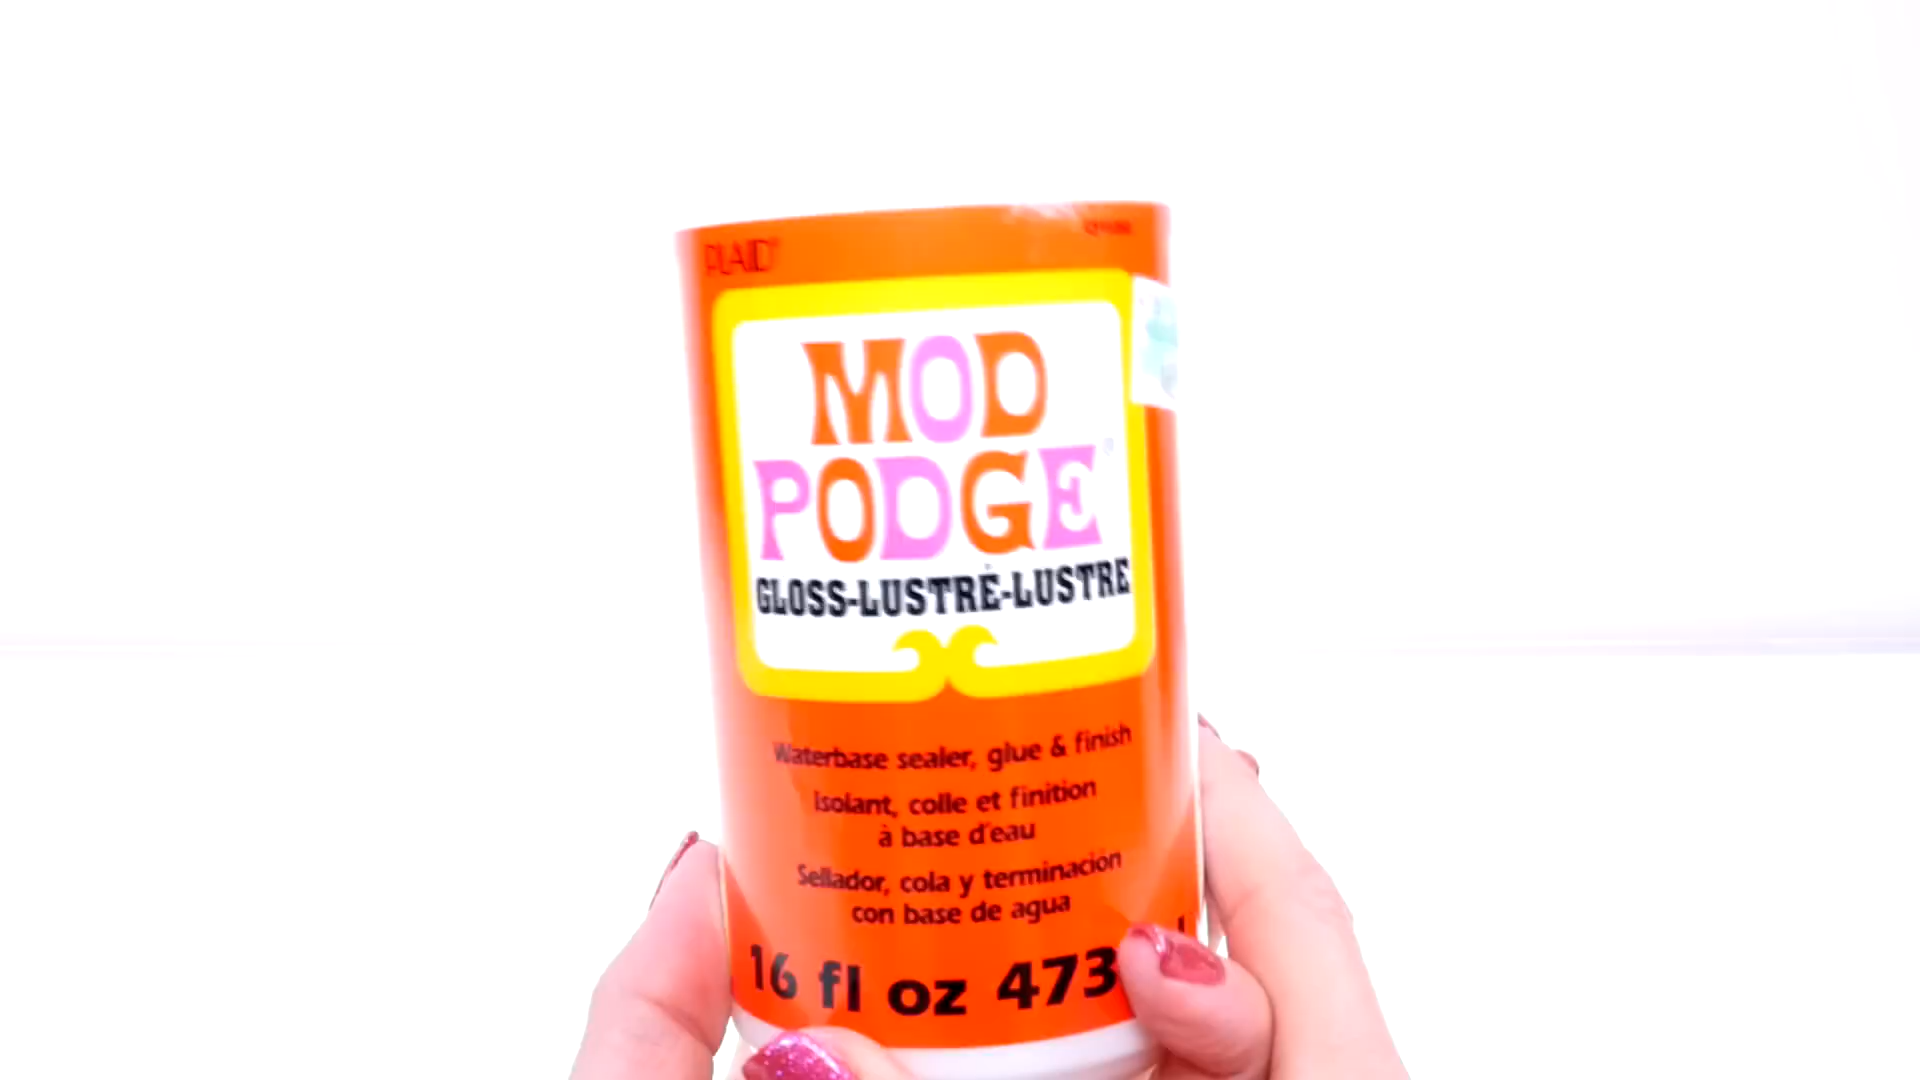 PLAID®
MOD
PODGE®
GLOSS-LUSTRÉ-LUSTRE
Waterbase sealer, glue & finish
Isolant, colle et finition
à base d'eau
Sellador, cola y terminación
con base de agua
16 fl oz 473